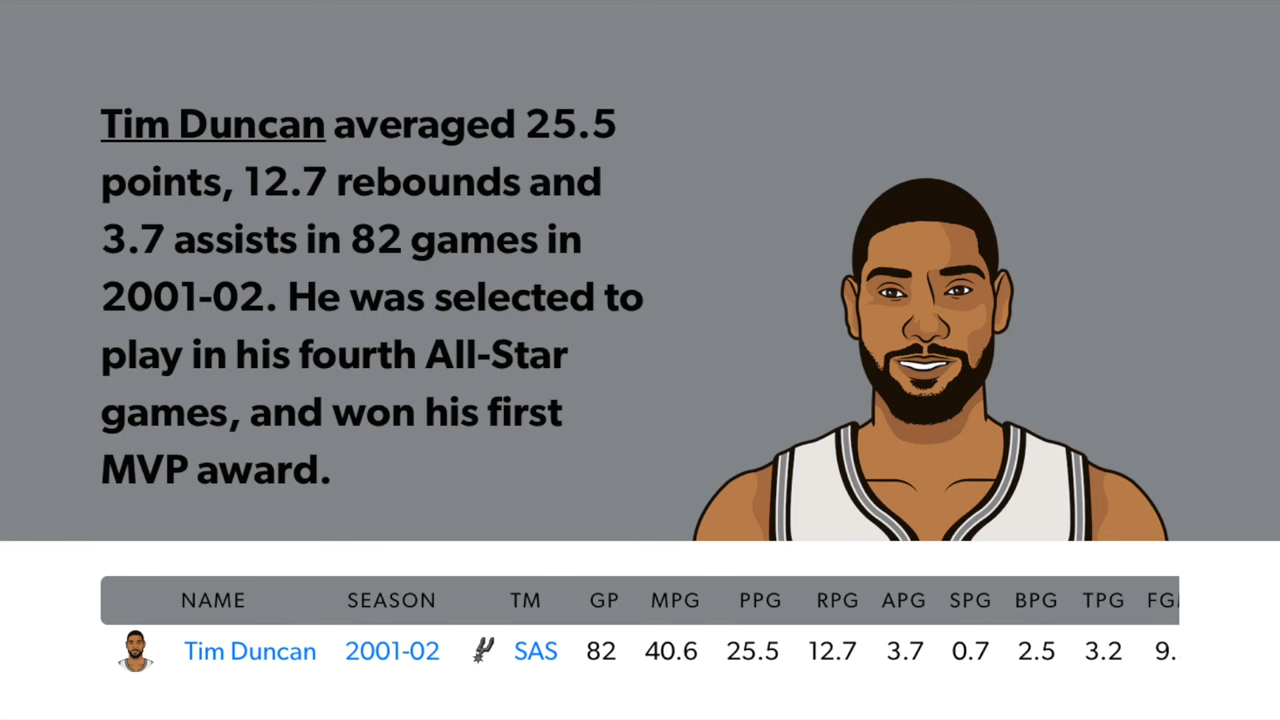 Tim Duncan averaged 25.5
points, 12.7 rebounds and
3.7 assists in 82 games in
2001-02. He was selected to
play in his fourth All-Star
games, and won his first
MVP award.
NAME SEASON TM GP MPG PPG RPG APG SPG BPG TPG
Tim Duncan 2001-02 SAS 82 40.6 25.5 12.7 3.7 0.7 2.5 3.2 9.